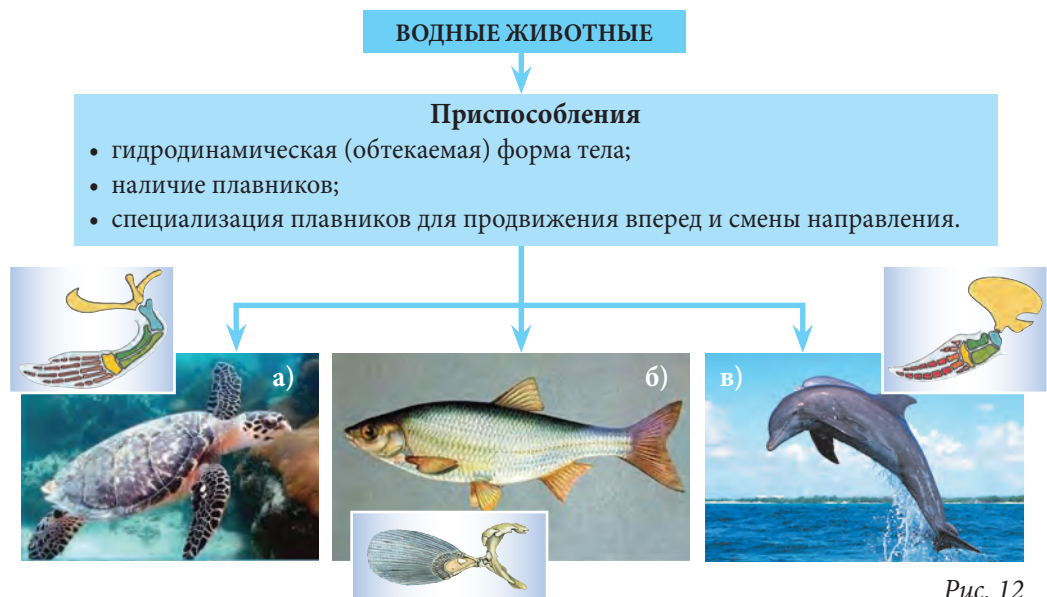 ВОДНЫЕ ЖИВОТНЫЕ
Приспособления
• гидродинамическая (обтекаемая) форма тела;
• наличие плавников;
• специализация плавников для продвижения вперед и смены направления.
а)
б)
в)
Рис. 12